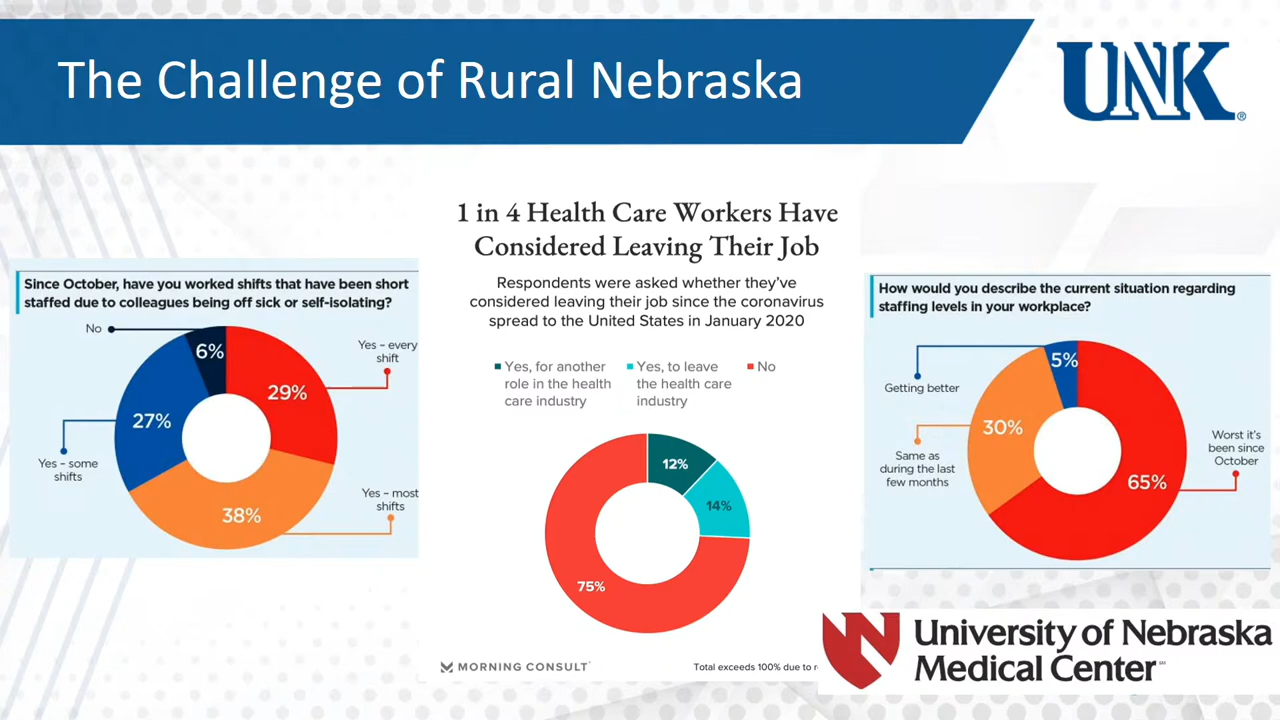 The Challenge of Rural Nebraska
UNK®
Since October, have you worked shifts that have been short
staffed due to colleagues being off sick or self-isolating?
No
6%
Yes – every
shift
29%
27%
Yes – some
shifts
Yes – most
shifts
38%
1 in 4 Health Care Workers Have
Considered Leaving Their Job
Respondents were asked whether they've
considered leaving their job since the coronavirus
spread to the United States in January 2020
Yes, for another
role in the health
care industry
Yes, to leave
the health care
industry
No
12%
14%
75%
MORNING CONSULT
Total exceeds 100% due to
How would you describe the current situation regarding
staffing levels in your workplace?
5%
Getting better
30%
Same as
during the last
few months
Worst it's
been since
October
65%
University of Nebraska
Medical Center